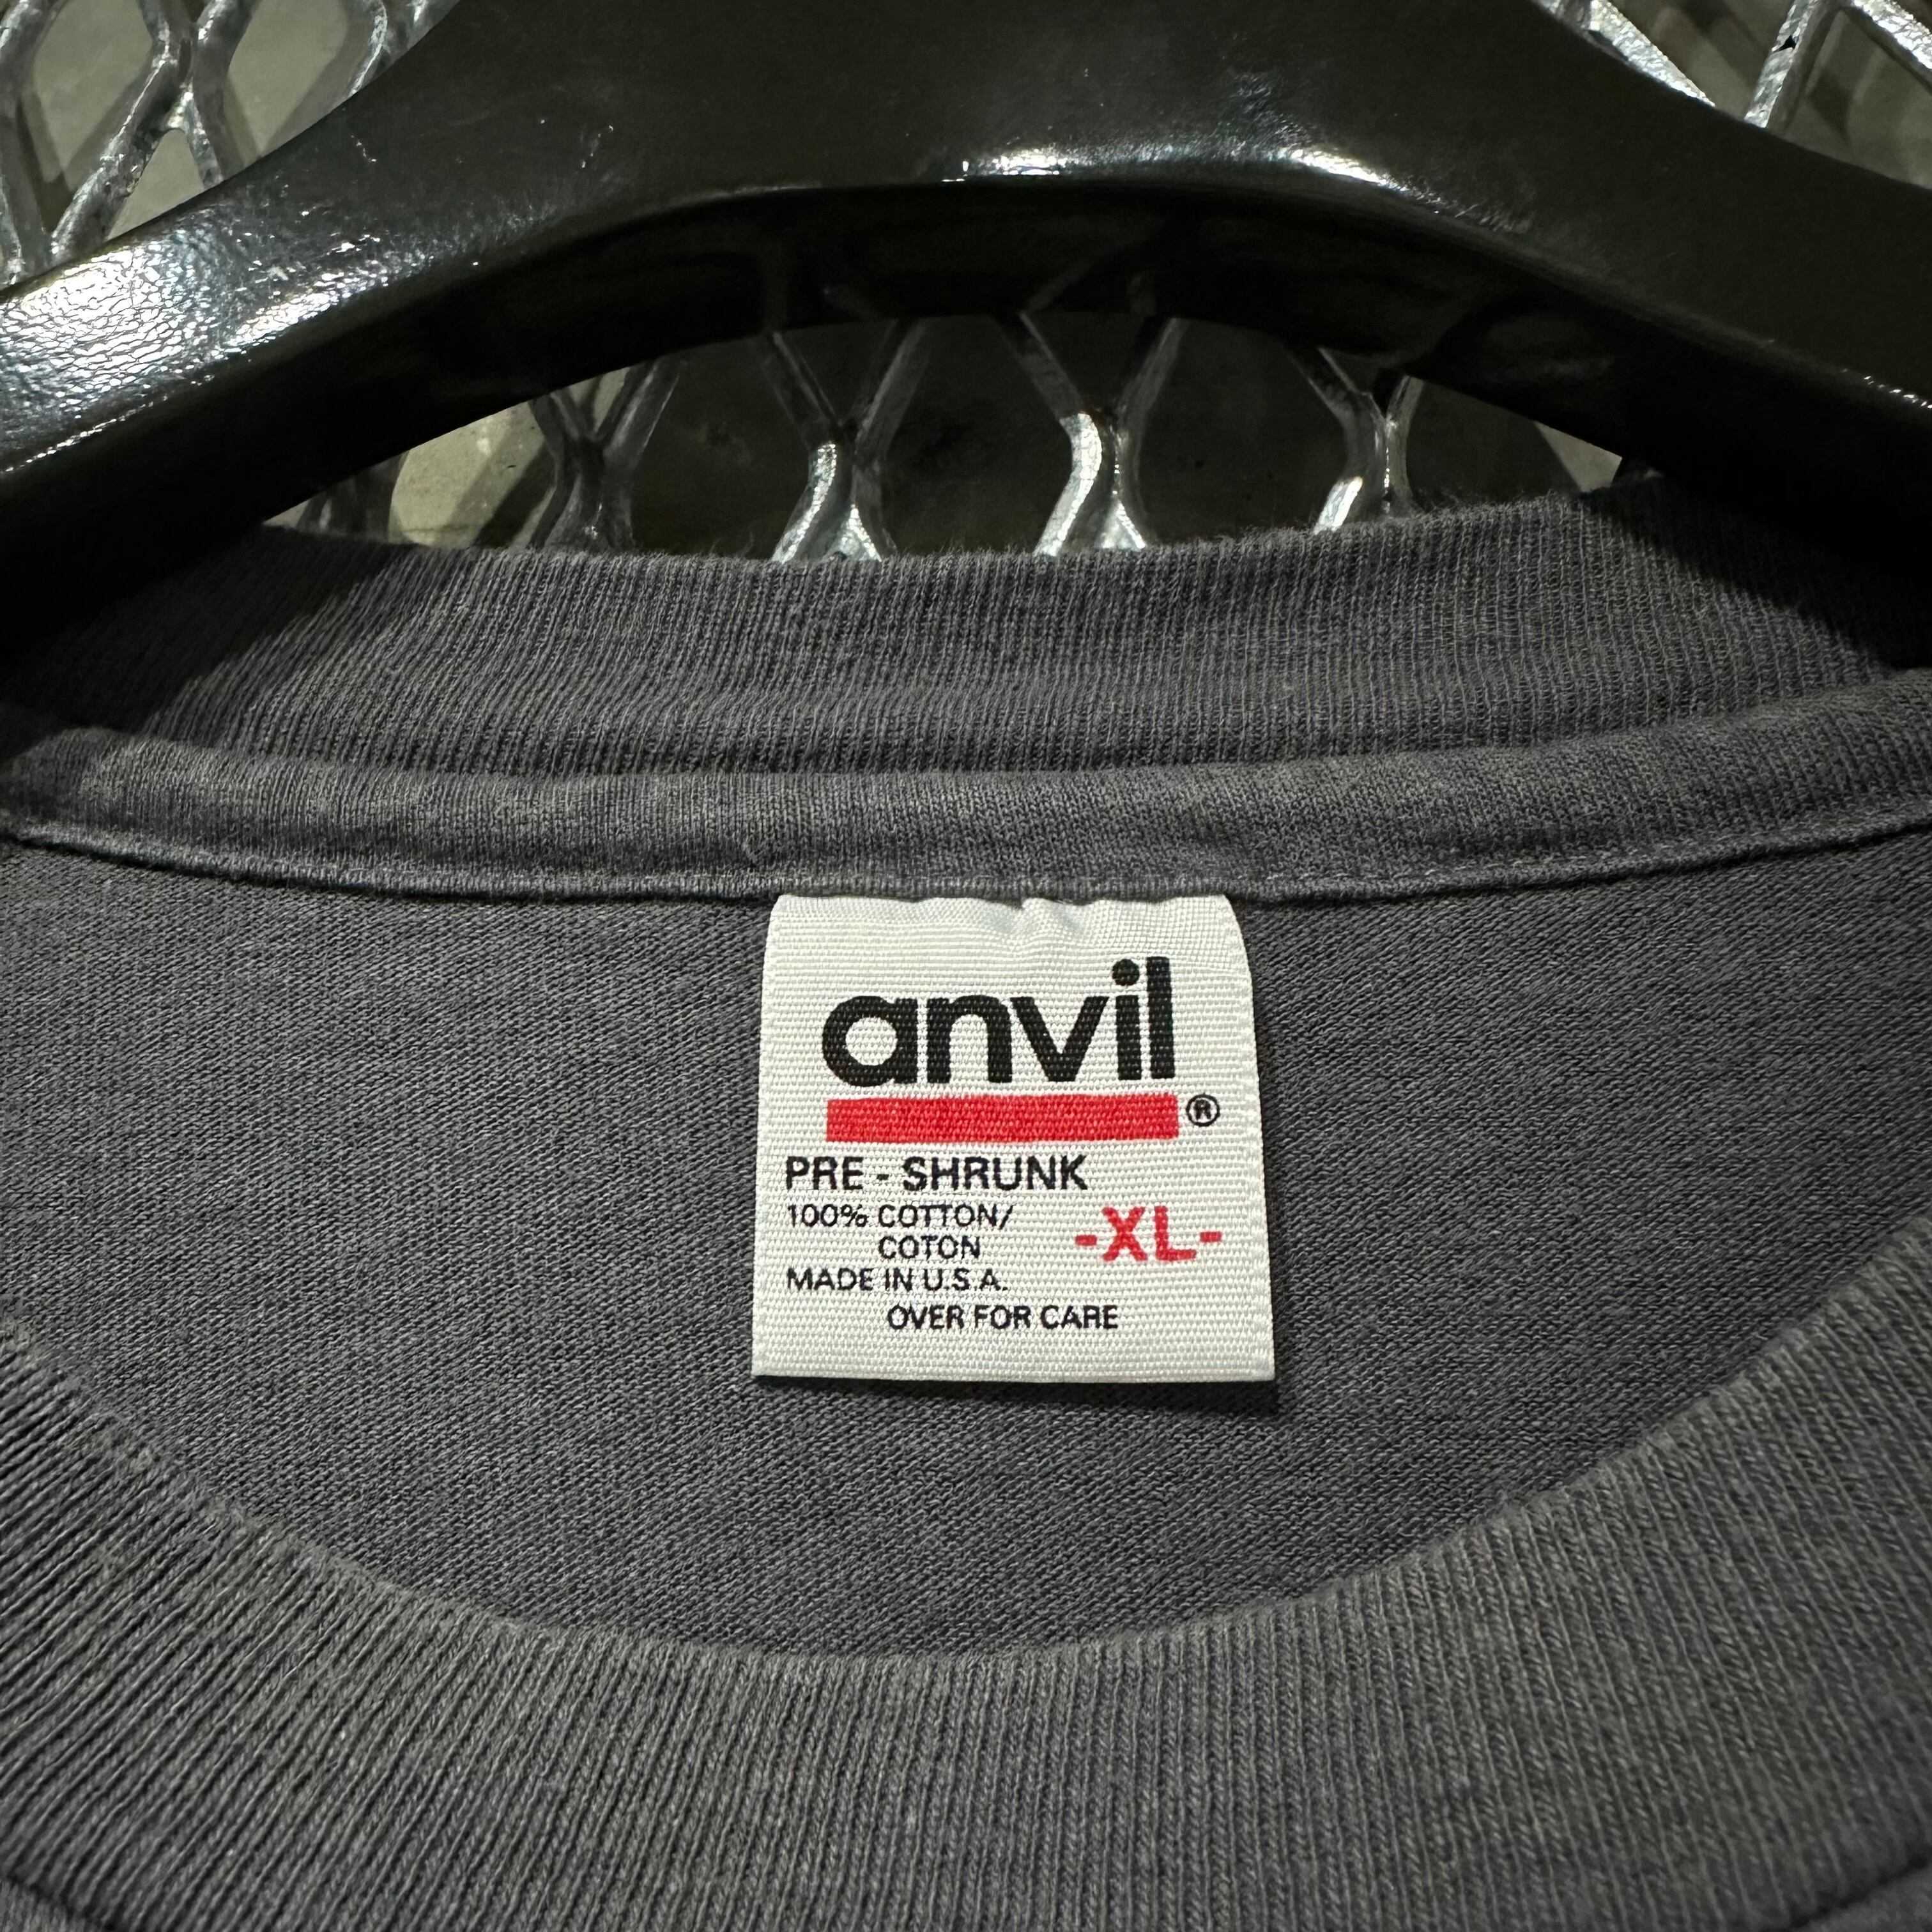 anvil
®
PRE - SHRUNK
100% COTTON/
COTON
-XL-
MADE IN U.S.A.
OVER FOR CARE